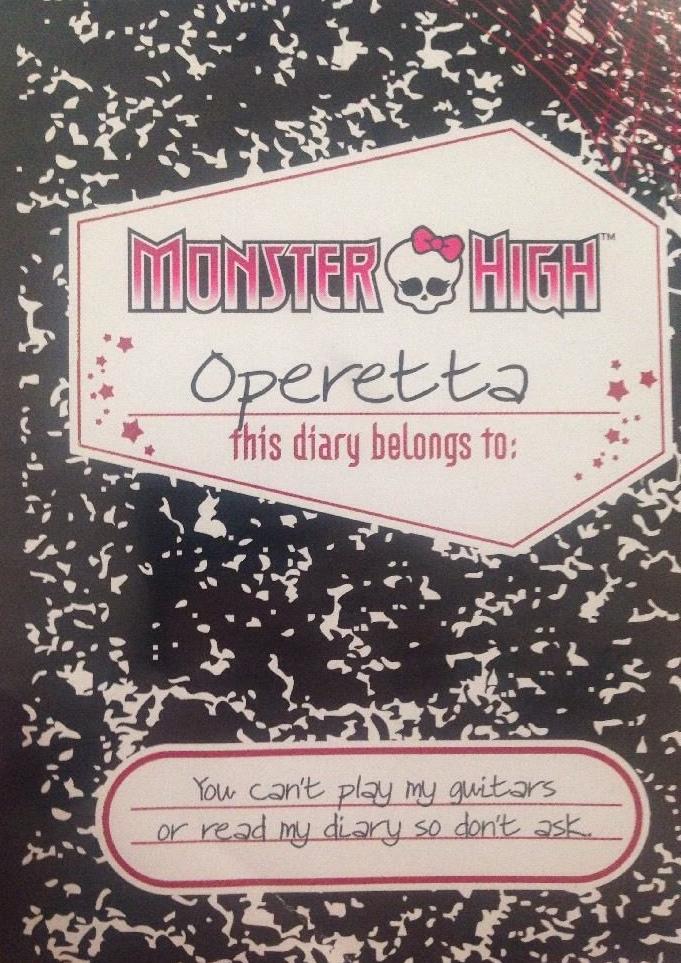 MONSTER HIGH™
Operetta
this diary belongs to:
You can't play my guitars
or read my diary so don't ask.